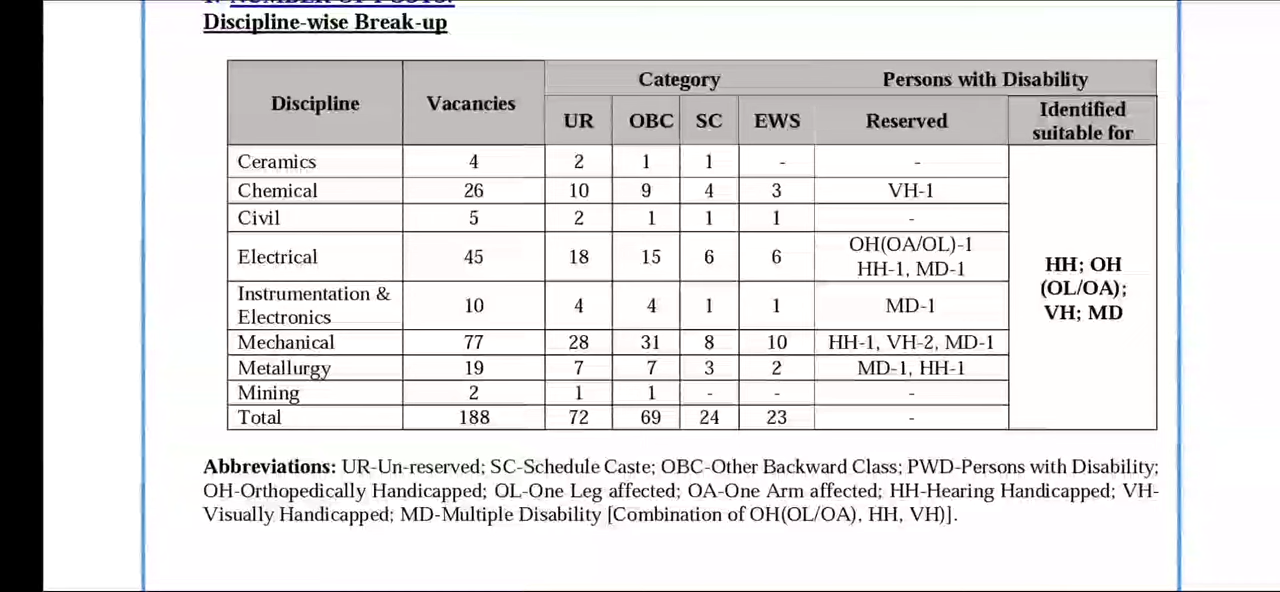 Discipline-wise Break-up
Discipline Vacancies Category Persons with Disability
UR OBC SC EWS Reserved Identified suitable for
Ceramics 4 2 1 1 - -
Chemical 26 10 9 4 3 VH-1
Civil 5 2 1 1 1 -
Electrical 45 18 15 6 6 OH(OA/OL)-1 HH-1, MD-1
HH; OH
(OL/OA);
VH; MD
Instrumentation & Electronics 10 4 4 1 1 MD-1
Mechanical 77 28 31 8 10 HH-1, VH-2, MD-1
Metallurgy 19 7 7 3 2 MD-1, HH-1
Mining 2 1 1 - - -
Total 188 72 69 24 23 -
Abbreviations: UR-Un-reserved; SC-Schedule Caste; OBC-Other Backward Class; PWD-Persons with Disability;
OH-Orthopedically Handicapped; OL-One Leg affected; OA-One Arm affected; HH-Hearing Handicapped; VH-
Visually Handicapped; MD-Multiple Disability [Combination of OH(OL/OA), HH, VH)].